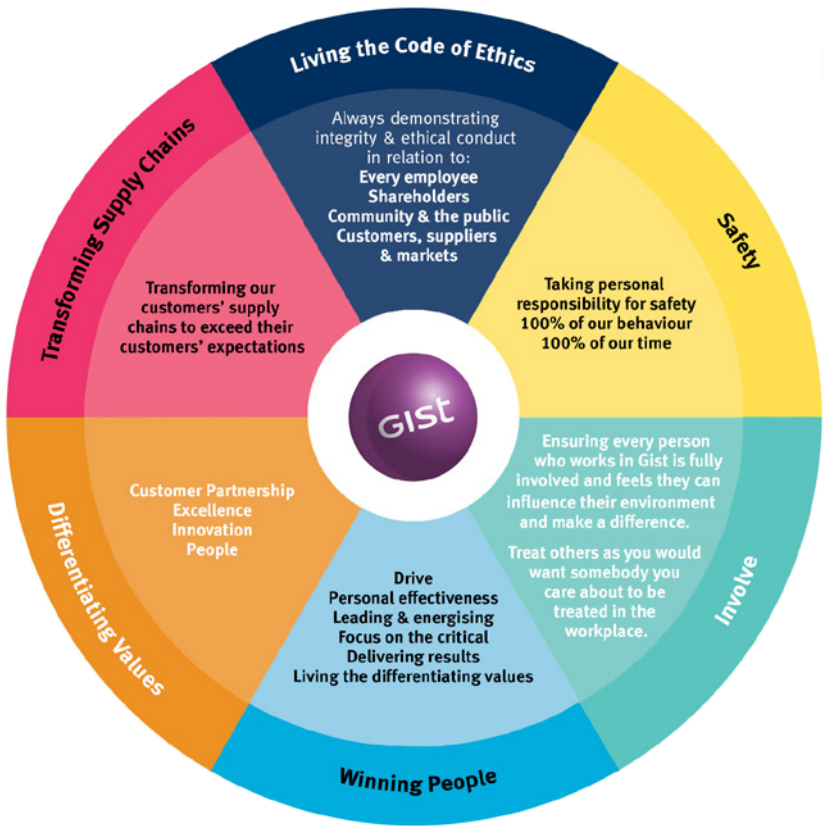 Living the Code of Ethics
Always demonstrating
integrity & ethical conduct
in relation to:
Every employee
Shareholders
Community & the public
Customers, suppliers
& markets
Safety
Taking personal
responsibility for safety
100% of our behaviour
100% of our time
Involve
Ensuring every person
who works in Gist is fully
involved and feels they can
influence their environment
and make a difference.
Treat others as you would
want somebody you
care about to be
treated in the
workplace.
Winning People
Drive
Personal effectiveness
Leading & energising
Focus on the critical
Delivering results
Living the differentiating values
Differentiating Values
Customer Partnership
Excellence
Innovation
People
Transforming Supply Chains
Transforming our
customers' supply
chains to exceed their
customers' expectations
GIST